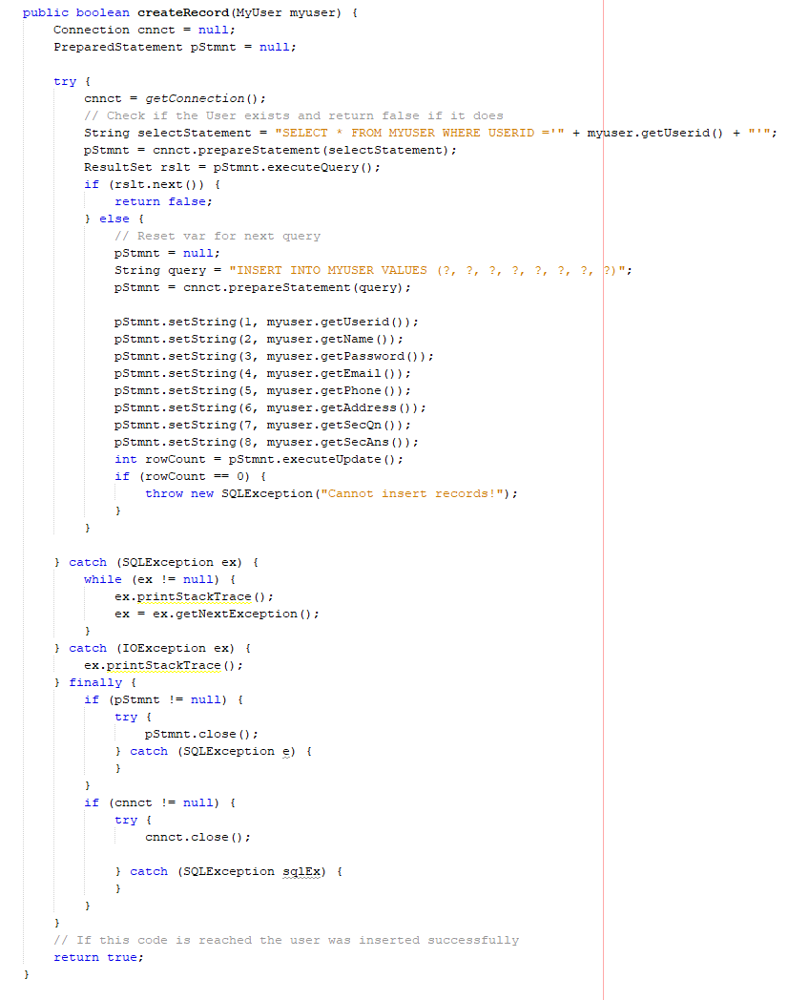 public boolean createRecord(MyUser myuser) {
    Connection cnnct = null;
    PreparedStatement pStmnt = null;

    try {
        cnnct = getConnection();
        // Check if the User exists and return false if it does
        String selectStatement = "SELECT * FROM MYUSER WHERE USERID ='" + myuser.getUserid() + "'";
        pStmnt = cnnct.prepareStatement(selectStatement);
        ResultSet rslt = pStmnt.executeQuery();
        if (rslt.next()) {
            return false;
        } else {
            // Reset var for next query
            pStmnt = null;
            String query = "INSERT INTO MYUSER VALUES (?, ?, ?, ?, ?, ?, ?, ?)";
            pStmnt = cnnct.prepareStatement(query);

            pStmnt.setString(1, myuser.getUserid());
            pStmnt.setString(2, myuser.getName());
            pStmnt.setString(3, myuser.getPassword());
            pStmnt.setString(4, myuser.getEmail());
            pStmnt.setString(5, myuser.getPhone());
            pStmnt.setString(6, myuser.getAddress());
            pStmnt.setString(7, myuser.getSecQn());
            pStmnt.setString(8, myuser.getSecAns());
            int rowCount = pStmnt.executeUpdate();
            if (rowCount == 0) {
                throw new SQLException("Cannot insert records!");
            }
        }

    } catch (SQLException ex) {
        while (ex != null) {
            ex.printStackTrace();
            ex = ex.getNextException();
        }
    } catch (IOException ex) {
        ex.printStackTrace();
    } finally {
        if (pStmnt != null) {
            try {
                pStmnt.close();
            } catch (SQLException e) {
            }
        }
        if (cnnct != null) {
            try {
                cnnct.close();

            } catch (SQLException sqlEx) {
            }
        }
    }
    // If this code is reached the user was inserted successfully
    return true;
}